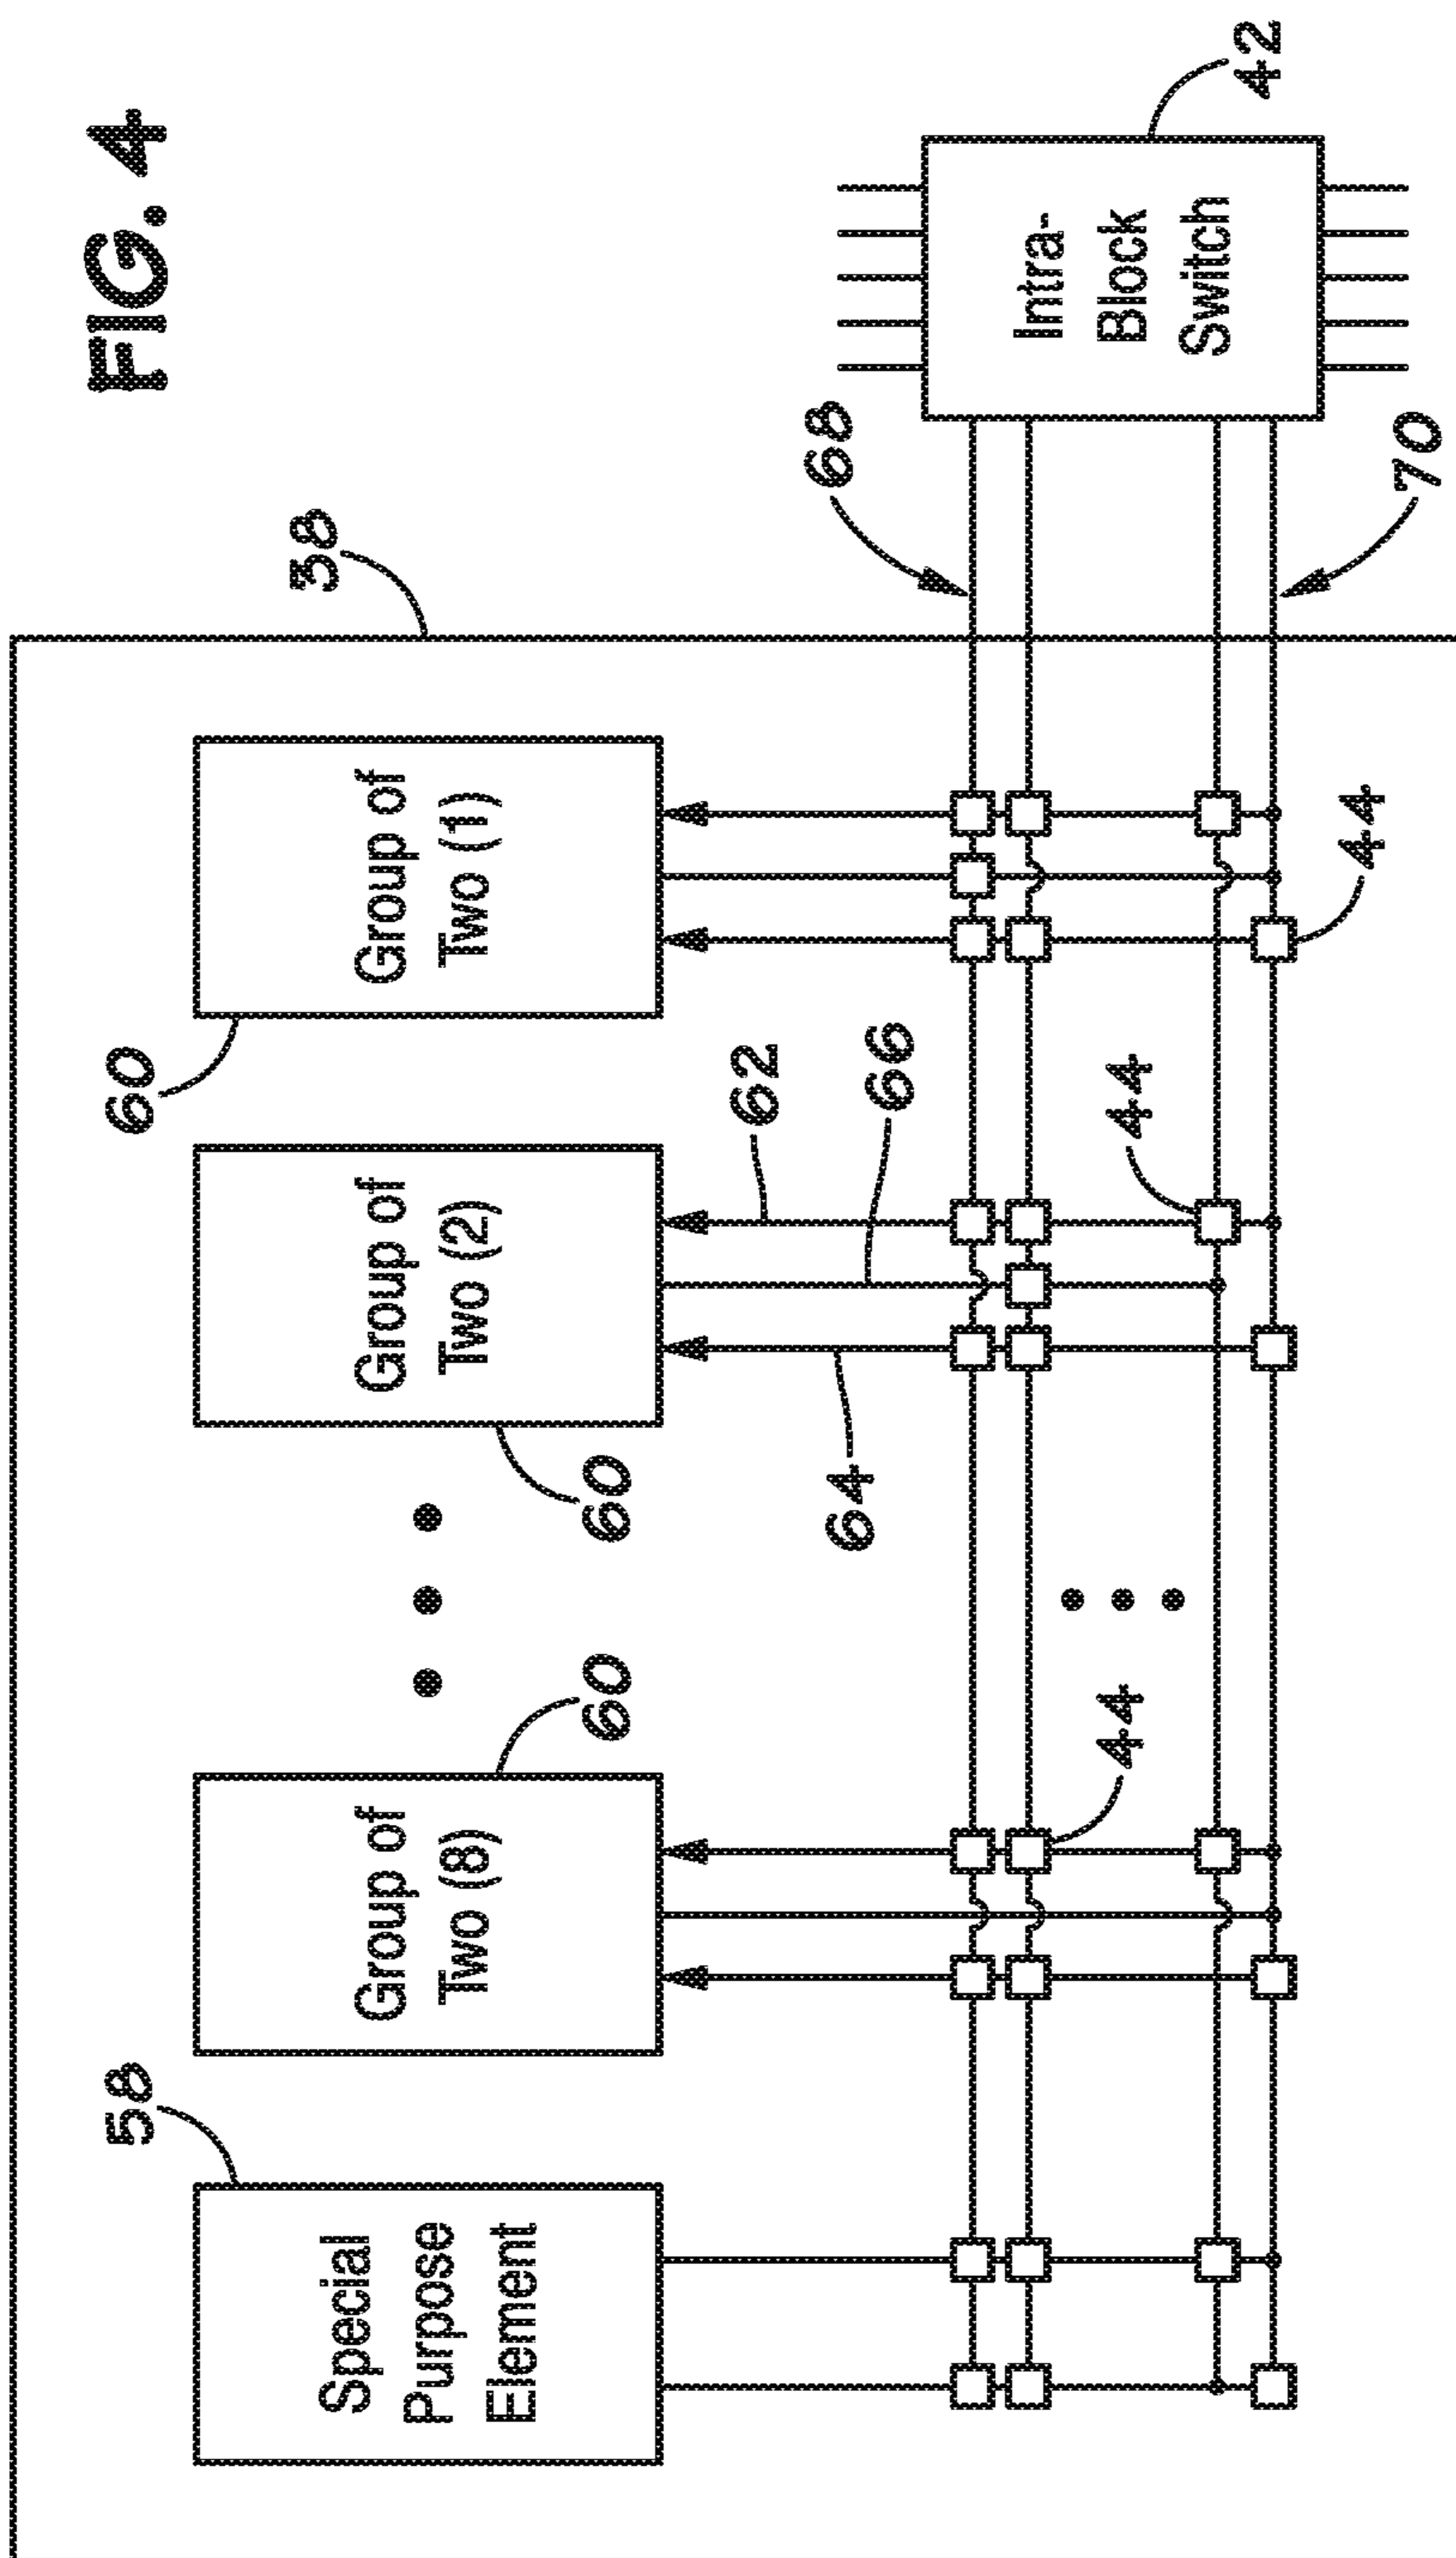 FIG. 4
58
60
60
60
38
Special
Purpose
Element
Group of
Two (8)
Group of
Two (2)
Group of
Two (1)
62
66
64
68
42
Intra-
Block
Switch
44
44
44
70